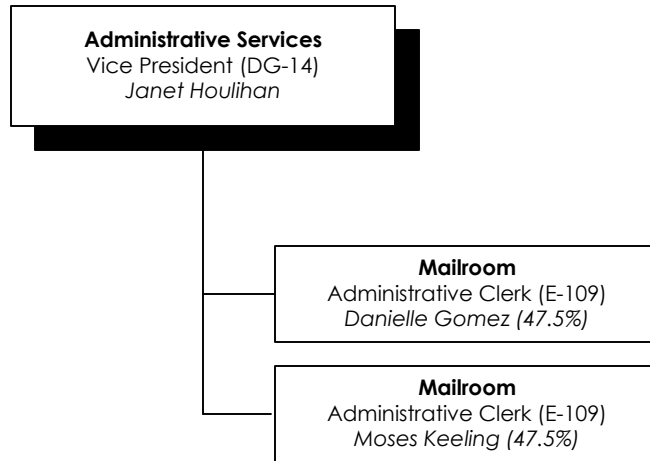 Administrative Services
Vice President (DG-14)
Janet Houlihan
Mailroom
Administrative Clerk (E-109)
Danielle Gomez (47.5%)
Mailroom
Administrative Clerk (E-109)
Moses Keeling (47.5%)